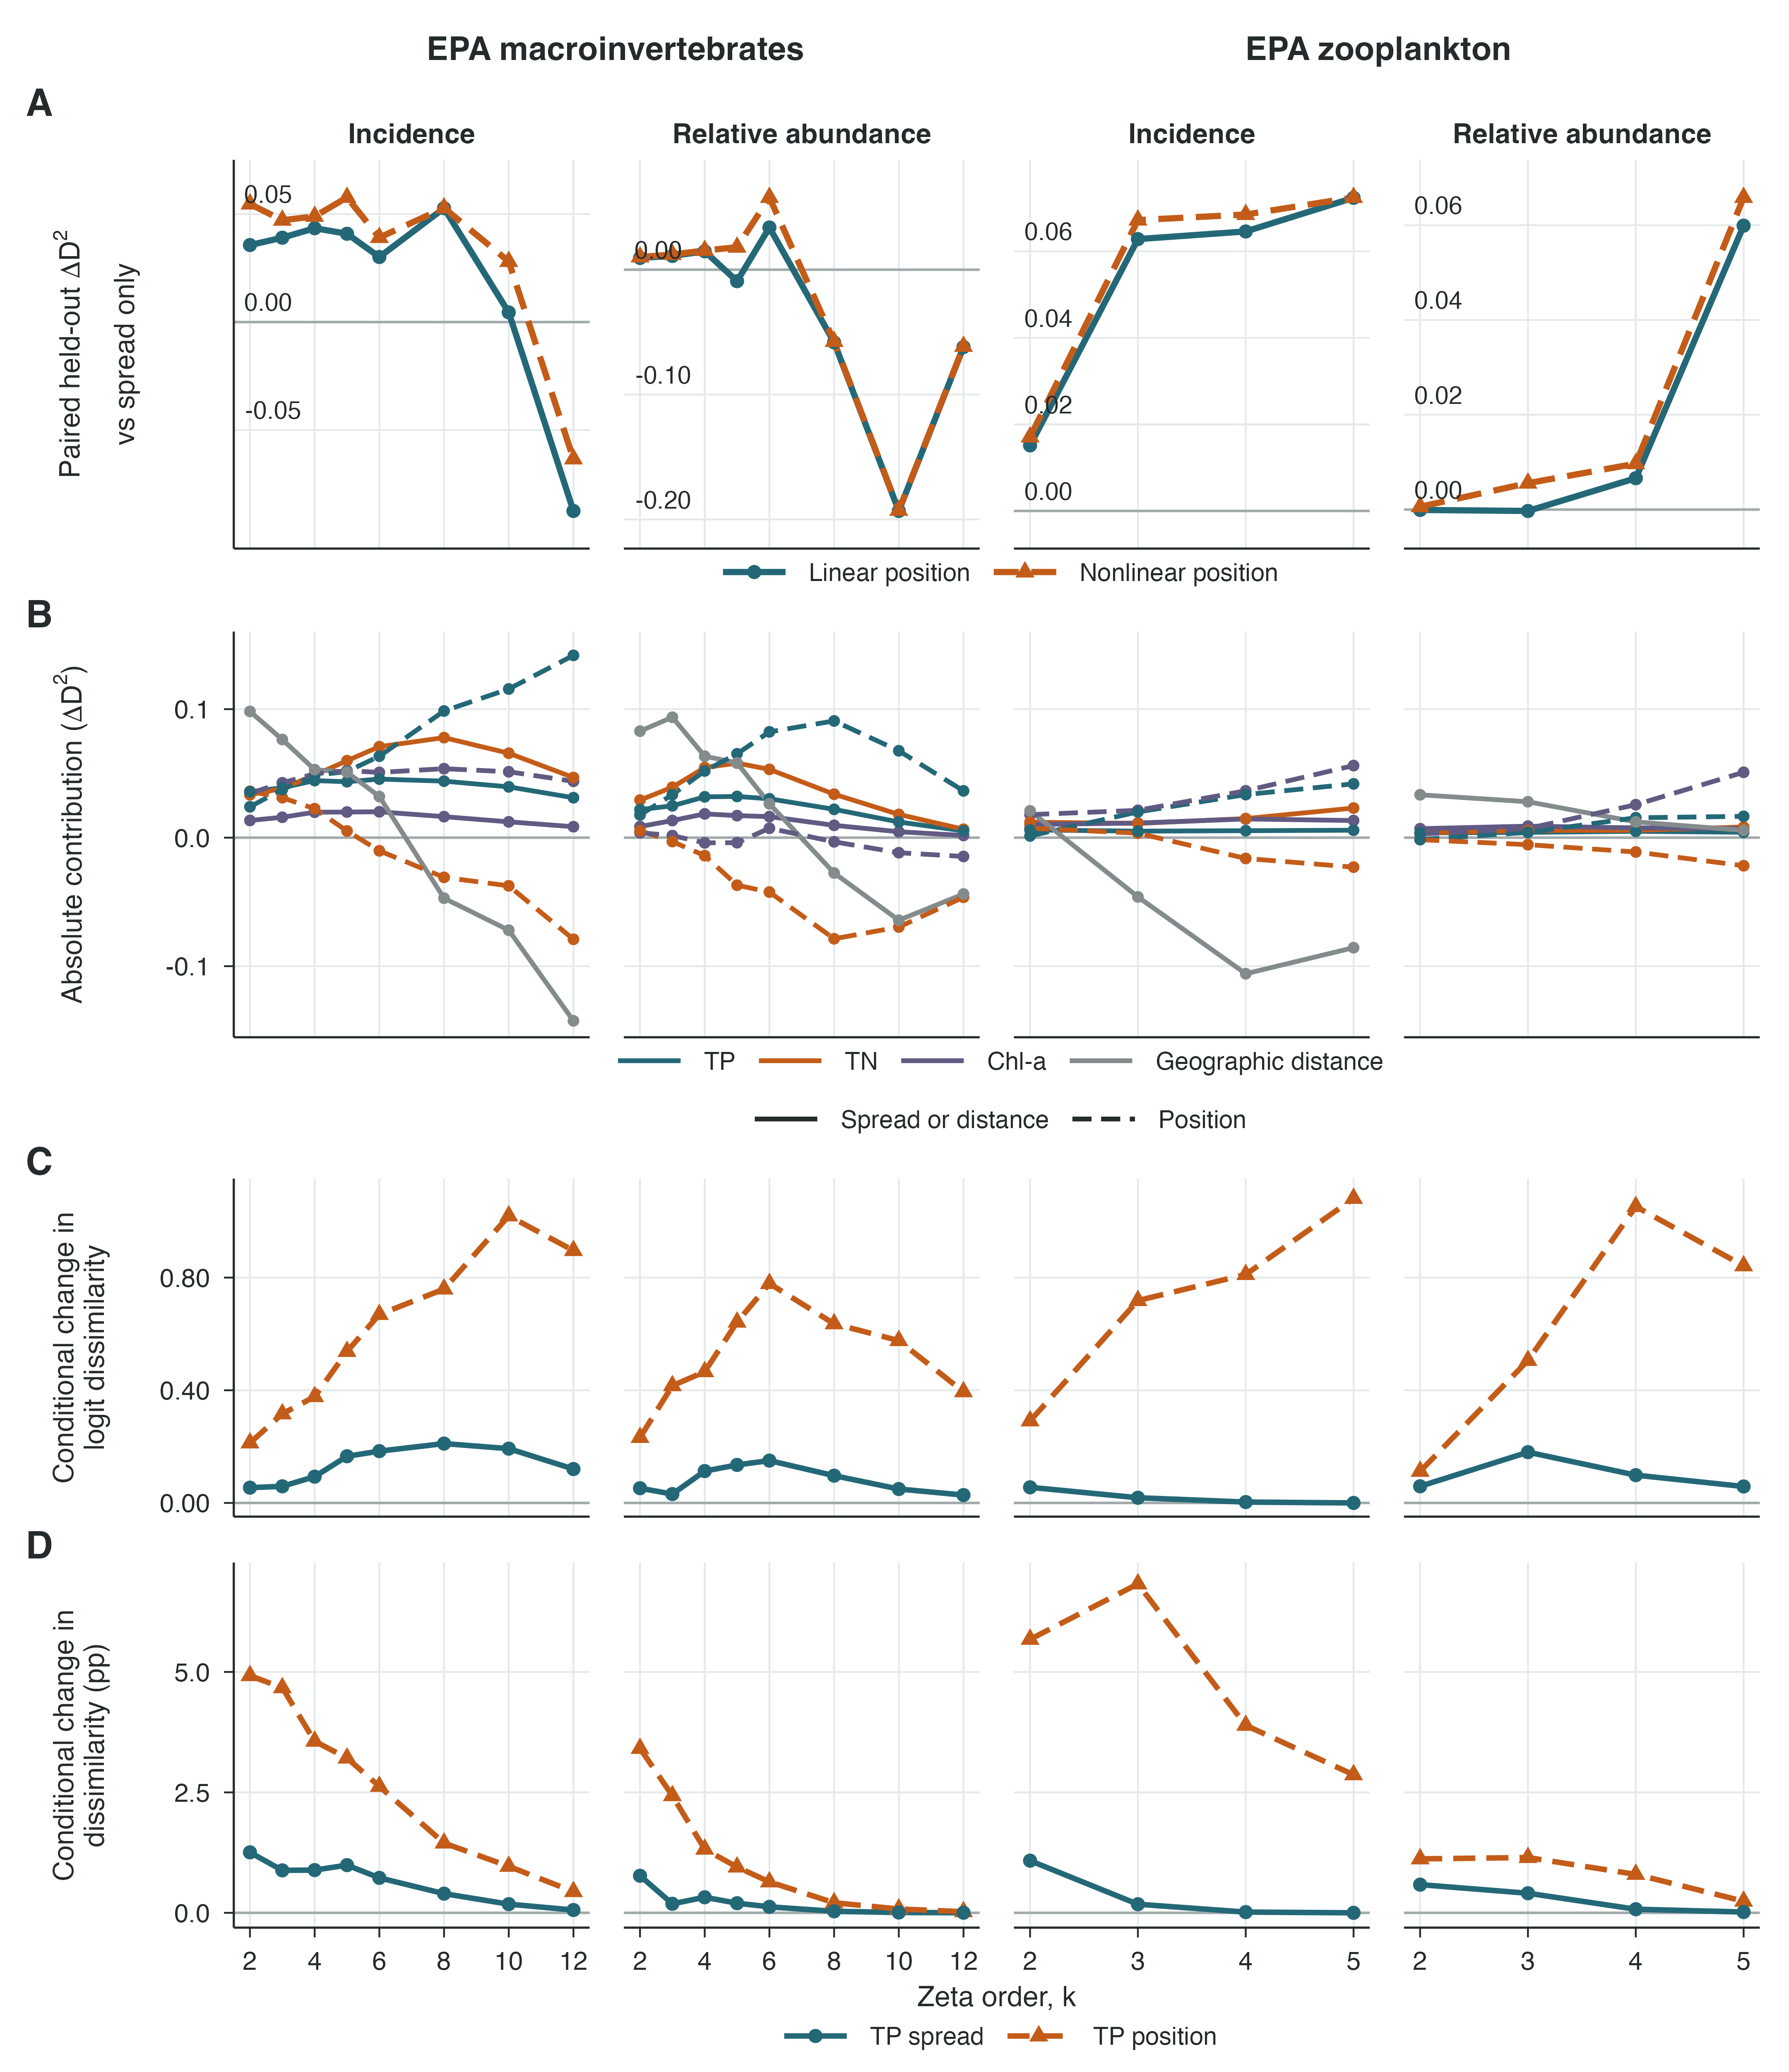 EPA macroinvertebrates
EPA zooplankton
A
Incidence
Relative abundance
Incidence
Relative abundance
Paired held-out ΔD²
vs spread only
0.05
0.00
-0.05
0.00
-0.10
-0.20
0.06
0.04
0.02
0.00
0.06
0.04
0.02
0.00
Linear position
Nonlinear position
B
Absolute contribution (ΔD²)
0.1
0.0
-0.1
TP
TN
Chl-a
Geographic distance
Spread or distance
Position
C
Conditional change in
logit dissimilarity
0.80
0.40
0.00
D
Conditional change in
dissimilarity (pp)
5.0
2.5
0.0
2 4 6 8 10 12
2 4 6 8 10 12
2 3 4 5
2 3 4 5
Zeta order, k
TP spread
TP position